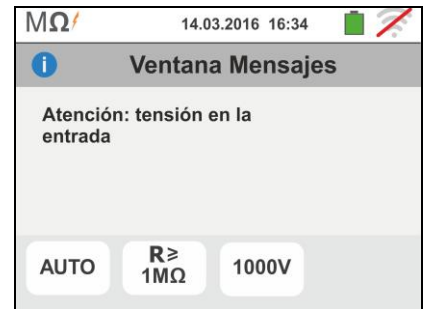 MΩ 14.03.2016 16:34
i Ventana Mensajes
Atención: tensión en la
entrada
AUTO
R≥
1MΩ
1000V